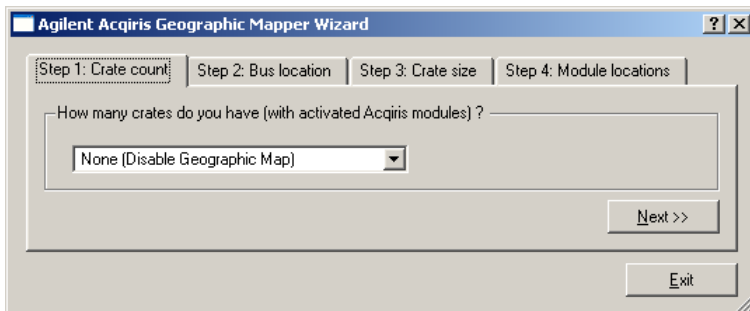 Agilent Acqiris Geographic Mapper Wizard
Step 1: Crate count
Step 2: Bus location
Step 3: Crate size
Step 4: Module locations
How many crates do you have (with activated Acqiris modules) ?
None (Disable Geographic Map)
Next >>
Exit